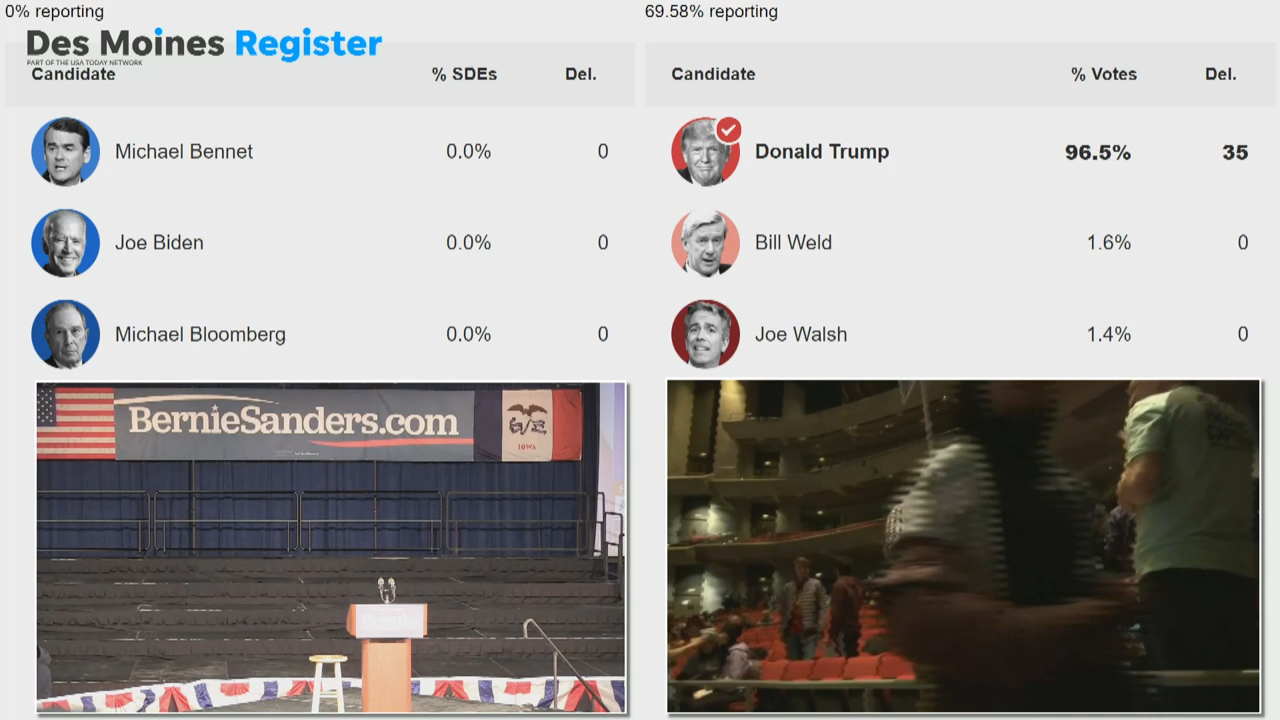 0% reporting
Des Moines Register
PART OF THE USA TODAY NETWORK
Candidate % SDEs Del.
Michael Bennet 0.0% 0
Joe Biden 0.0% 0
Michael Bloomberg 0.0% 0
69.58% reporting
Candidate % Votes Del.
Donald Trump 96.5% 35
Bill Weld 1.6% 0
Joe Walsh 1.4% 0
BernieSanders.com
IOWA